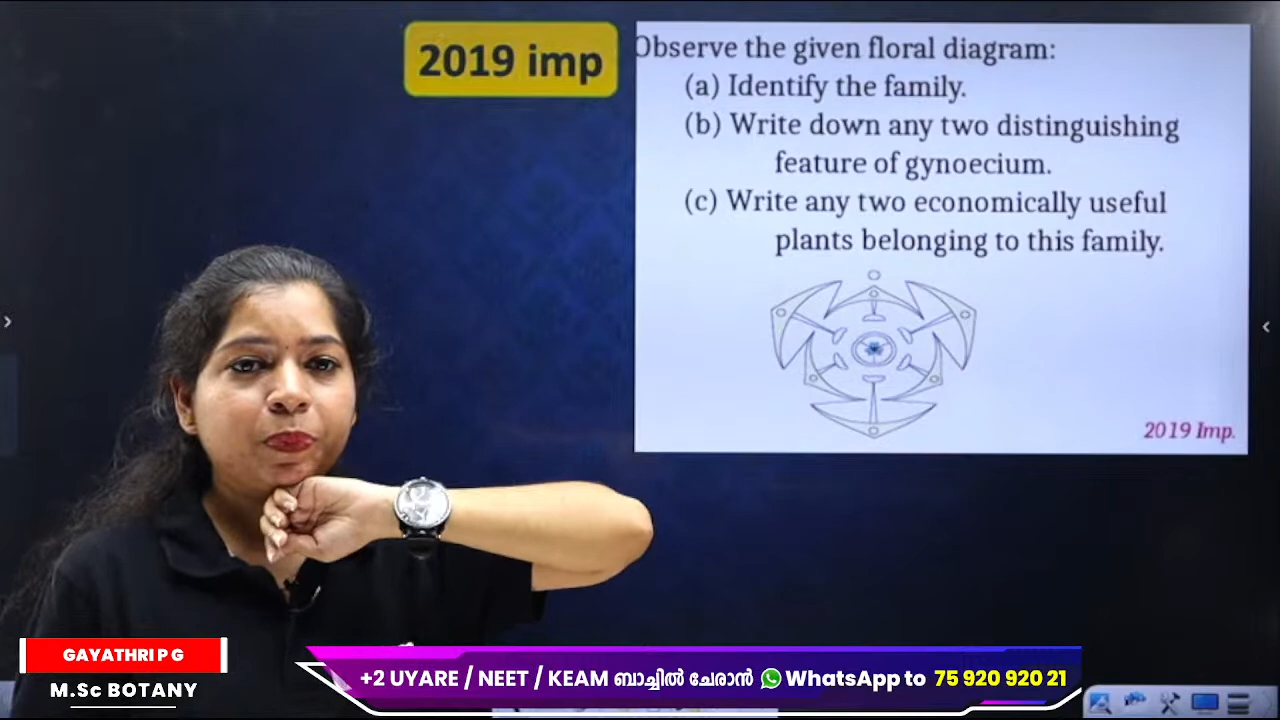 2019 imp
Observe the given floral diagram:
(a) Identify the family.
(b) Write down any two distinguishing
feature of gynoecium.
(c) Write any two economically useful
plants belonging to this family.
2019 Imp.
GAYATHRI P G
M.Sc BOTANY
+2 UYARE / NEET / KEAM ബാച്ചിൽ ചേരാൻ WhatsApp to 75 920 920 21